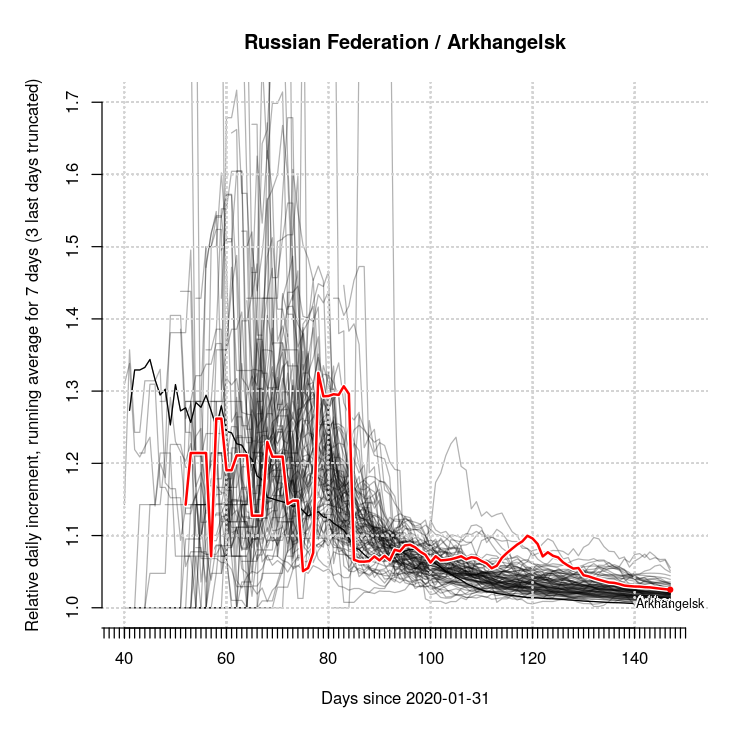 Russian Federation / Arkhangelsk
Relative daily increment, running average for 7 days (3 last days truncated)
1.7
1.6
1.5
1.4
1.3
1.2
1.1
1.0
Arkhangelsk
40 60 80 100 120 140
Days since 2020-01-31